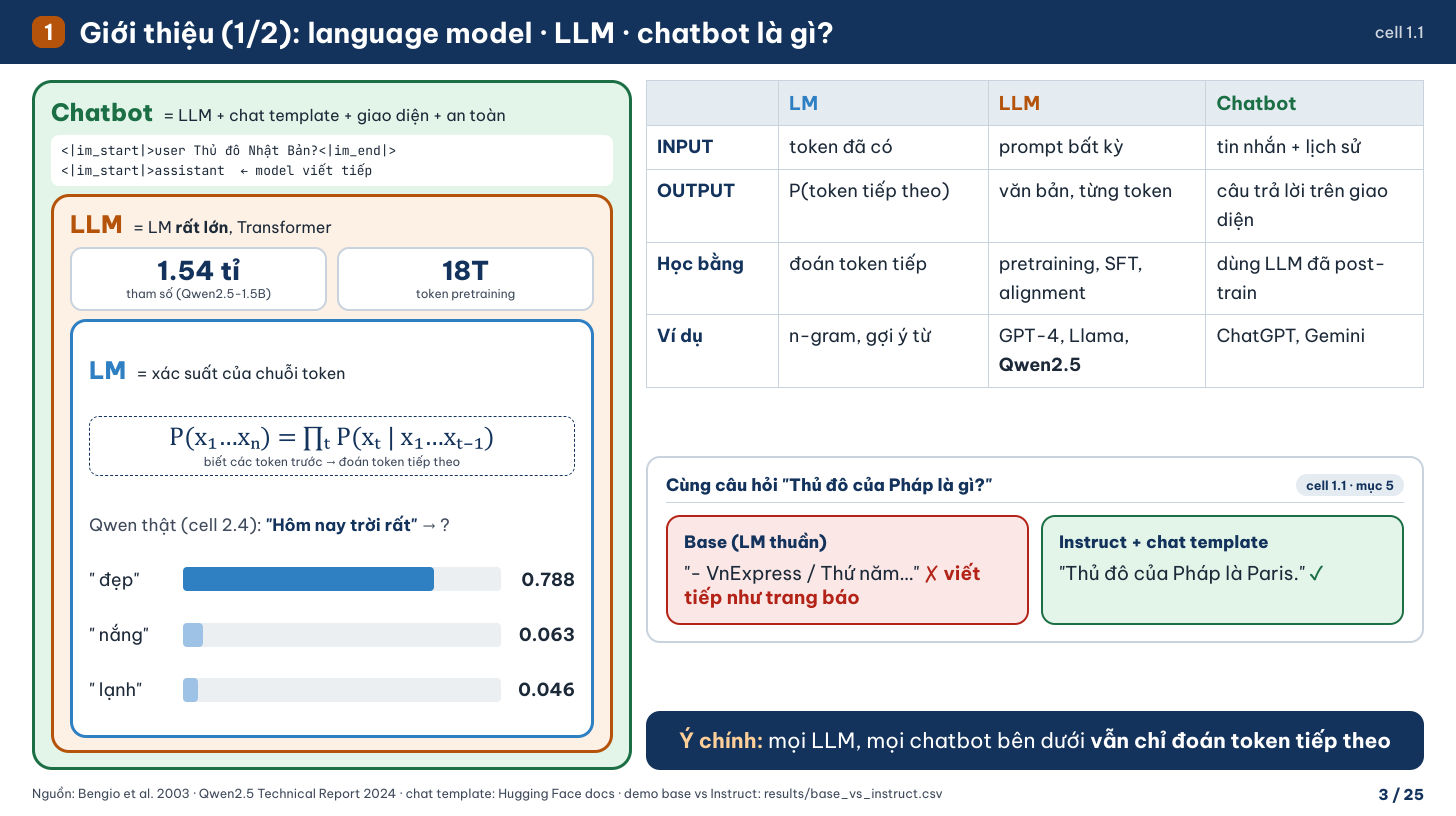 1 Giới thiệu (1/2): language model · LLM · chatbot là gì?
cell 1.1
Chatbot = LLM + chat template + giao diện + an toàn
<|im_start|>user Thủ đô Nhật Bản?<|im_end|>
<|im_start|>assistant ← model viết tiếp
LLM = LM rất lớn, Transformer
1.54 tỉ
tham số (Qwen2.5-1.5B)
18T
token pretraining
LM = xác suất của chuỗi token
P(x₁…xₙ) = ∏ₜ P(xₜ | x₁…xₜ₋₁)
biết các token trước → đoán token tiếp theo
Qwen thật (cell 2.4): "Hôm nay trời rất" → ?
" đẹp" 0.788
" nắng" 0.063
" lạnh" 0.046
LM LLM Chatbot
INPUT token đã có prompt bất kỳ tin nhắn + lịch sử
OUTPUT P(token tiếp theo) văn bản, từng token câu trả lời trên giao
diện
Học bằng đoán token tiếp pretraining, SFT, dùng LLM đã post-
alignment train
Ví dụ n-gram, gợi ý từ GPT-4, Llama, ChatGPT, Gemini
Qwen2.5
Cùng câu hỏi "Thủ đô của Pháp là gì?"
cell 1.1 · mục 5
Base (LM thuần)
"- VnExpress / Thứ năm…" ✗ viết
tiếp như trang báo
Instruct + chat template
"Thủ đô của Pháp là Paris." ✓
Ý chính: mọi LLM, mọi chatbot bên dưới vẫn chỉ đoán token tiếp theo
Nguồn: Bengio et al. 2003 · Qwen2.5 Technical Report 2024 · chat template: Hugging Face docs · demo base vs Instruct: results/base_vs_instruct.csv
3 / 25